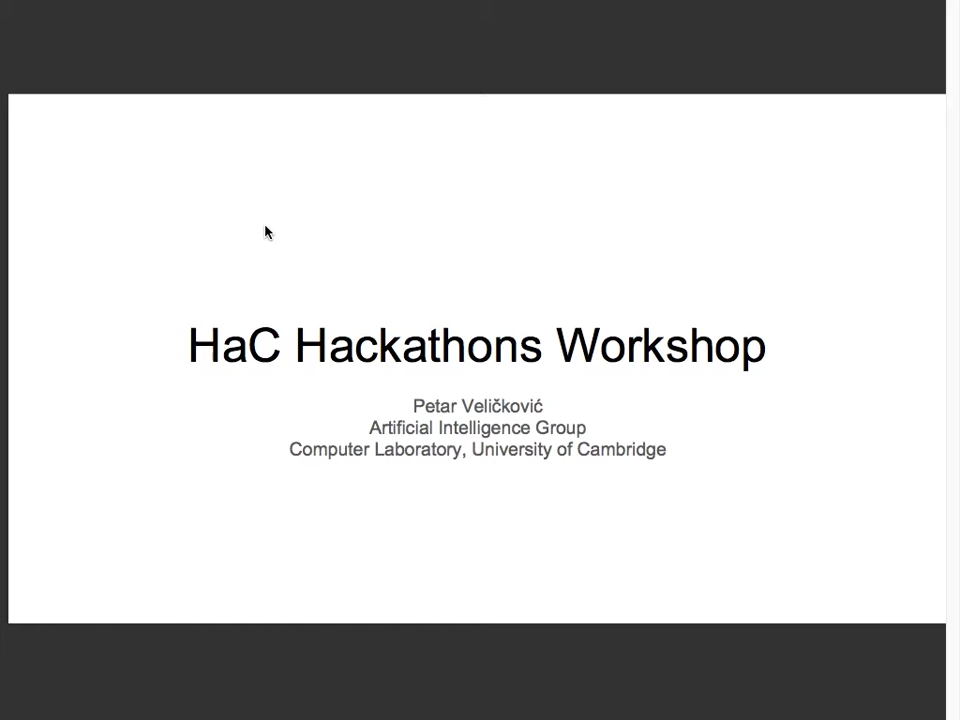 HaC Hackathons Workshop
Petar Veličković
Artificial Intelligence Group
Computer Laboratory, University of Cambridge